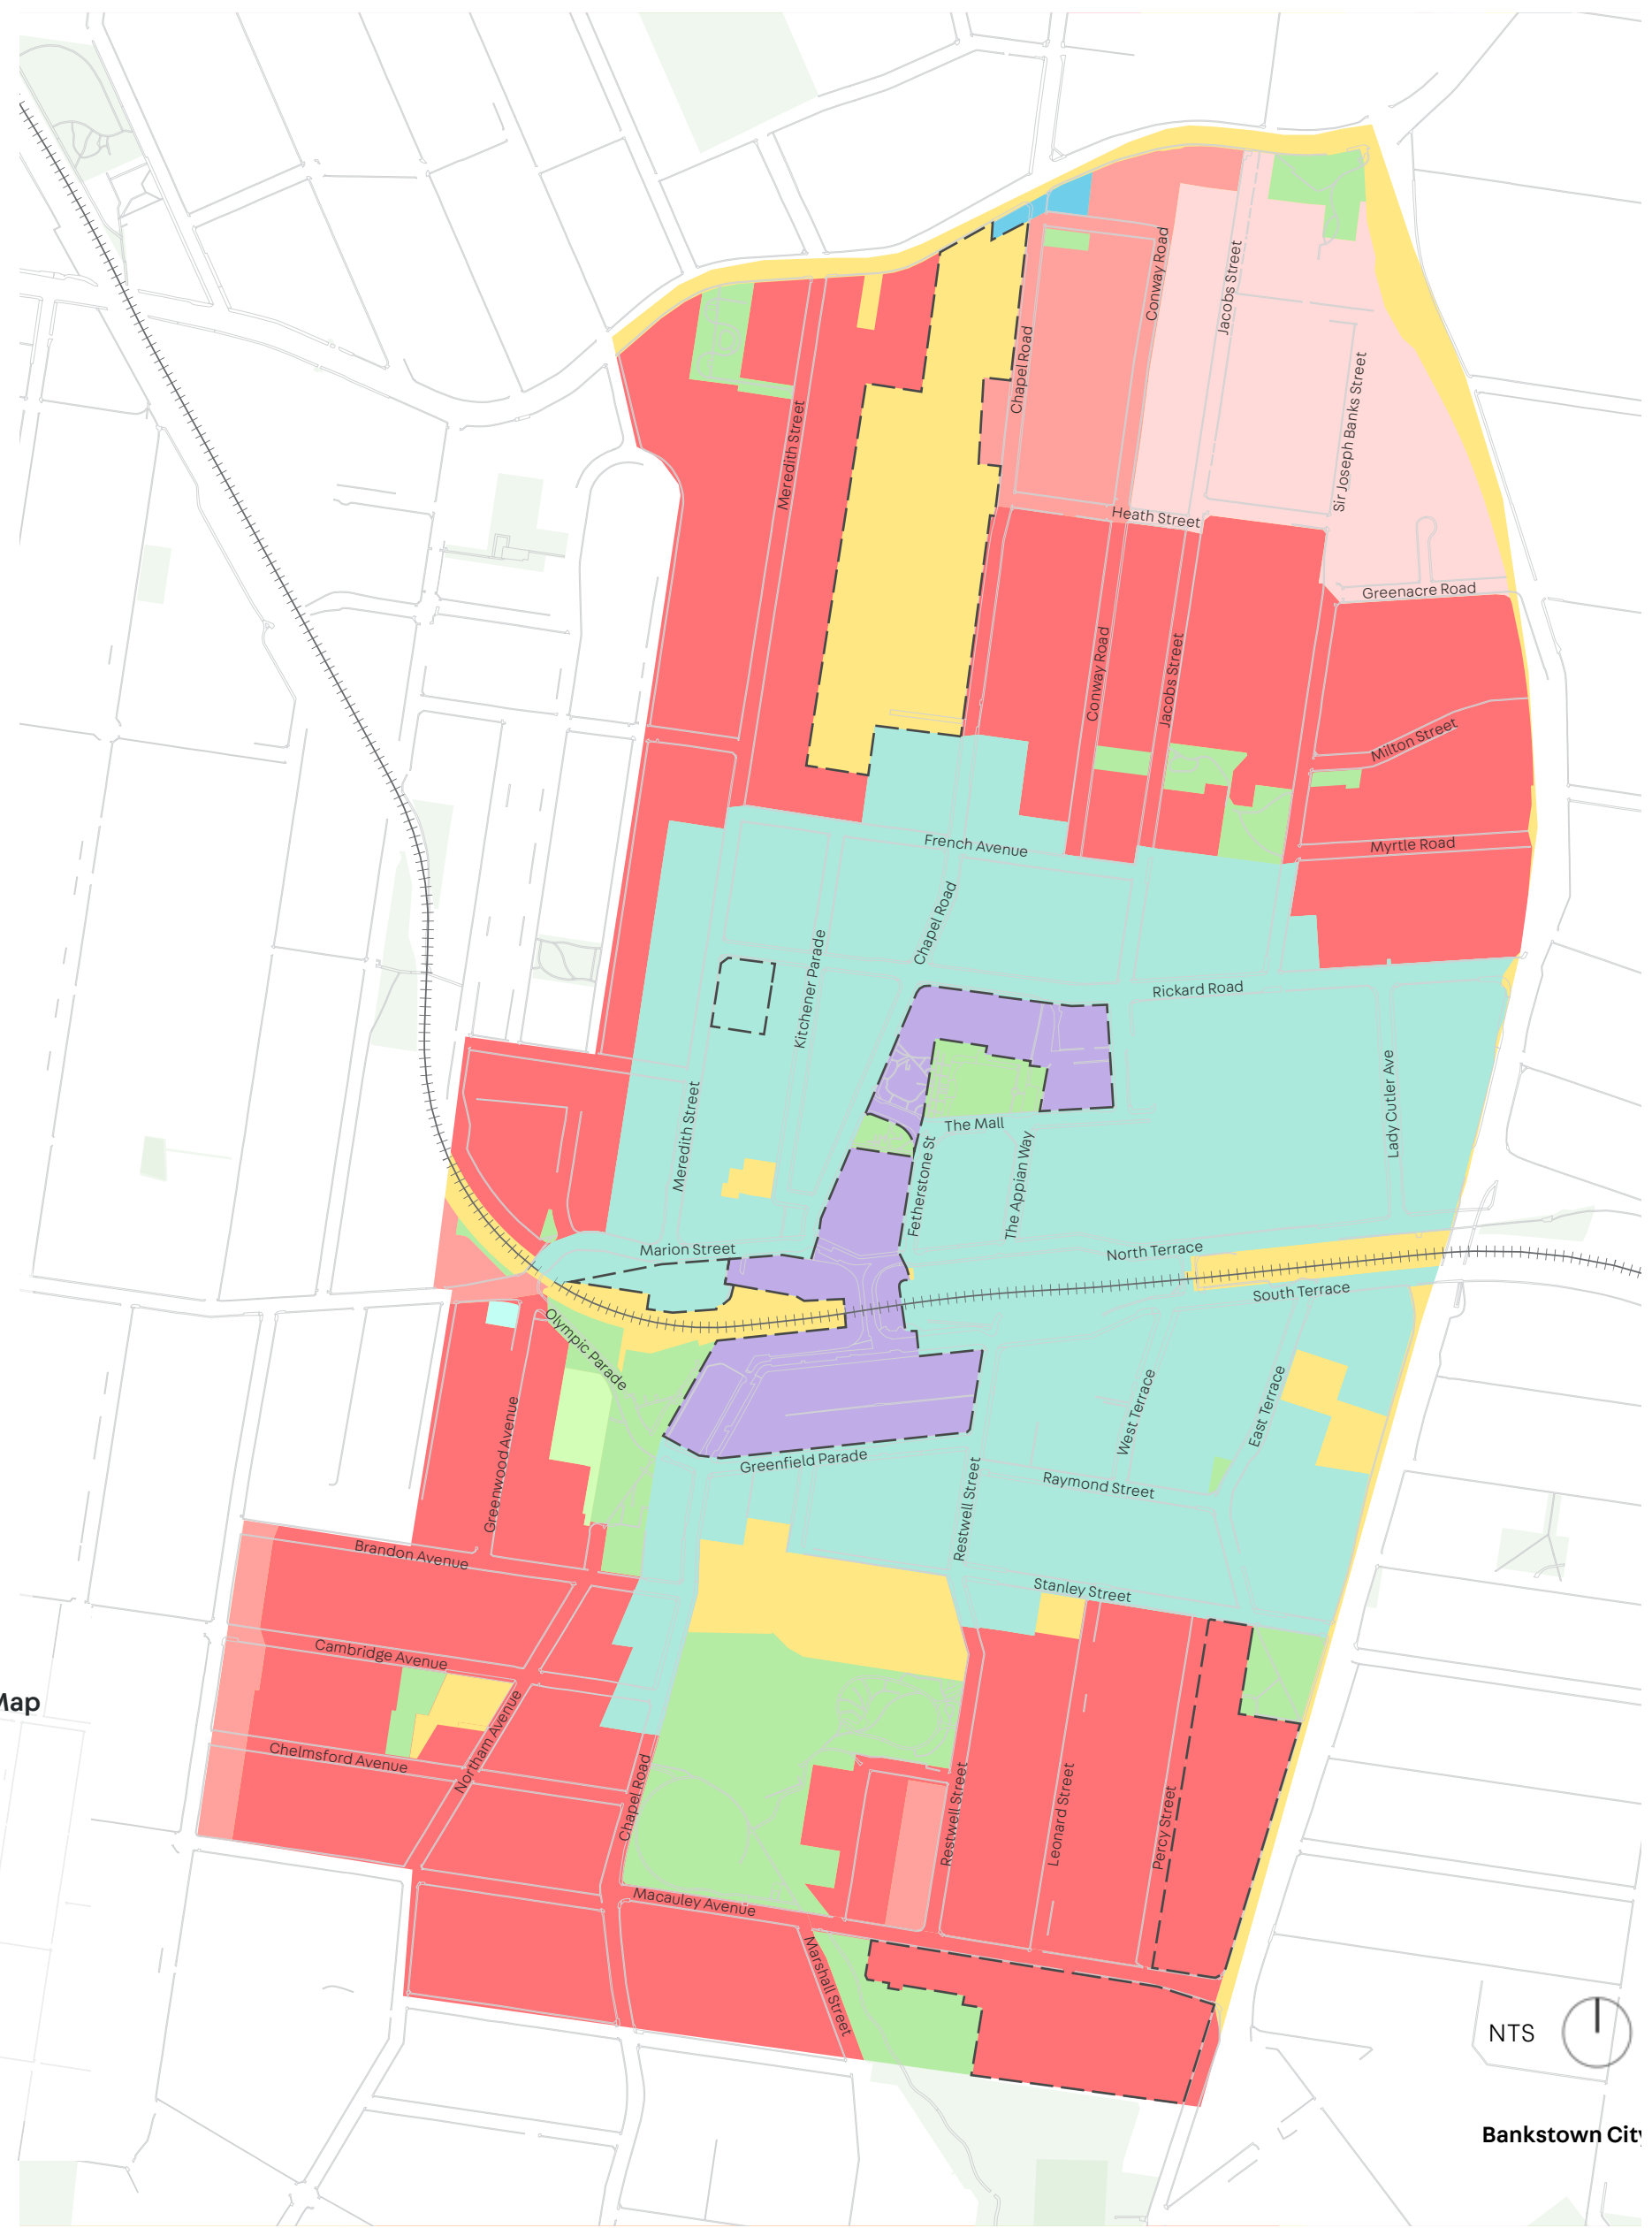 Conway Road
Jacobs Street
Chapel Road
Sir Joseph Banks Street
Meredith Street
Heath Street
Greenacre Road
Conway Road
Jacobs Street
Milton Street
French Avenue
Myrtle Road
Chapel Road
Kitchener Parade
Rickard Road
Lady Cutler Ave
Meredith Street
The Mall
Fetherstone St
The Appian Way
Marion Street
North Terrace
South Terrace
Olympic Parade
West Terrace
East Terrace
Greenwood Avenue
Greenfield Parade
Raymond Street
Restwell Street
Brandon Avenue
Stanley Street
Cambridge Avenue
Map
Northam Avenue
Chelmsford Avenue
Chapel Road
Restwell Street
Leonard Street
Percy Street
Macauley Avenue
Marshall Street
NTS
Bankstown City